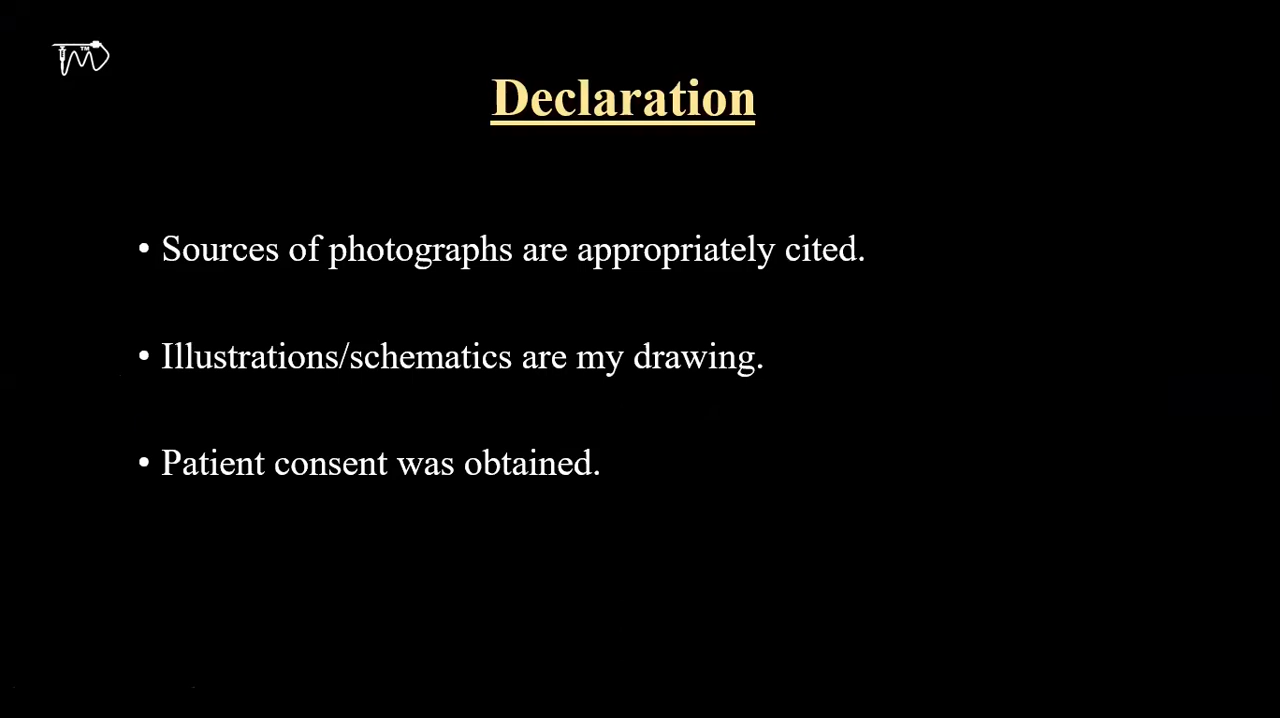 Declaration
• Sources of photographs are appropriately cited.
• Illustrations/schematics are my drawing.
• Patient consent was obtained.